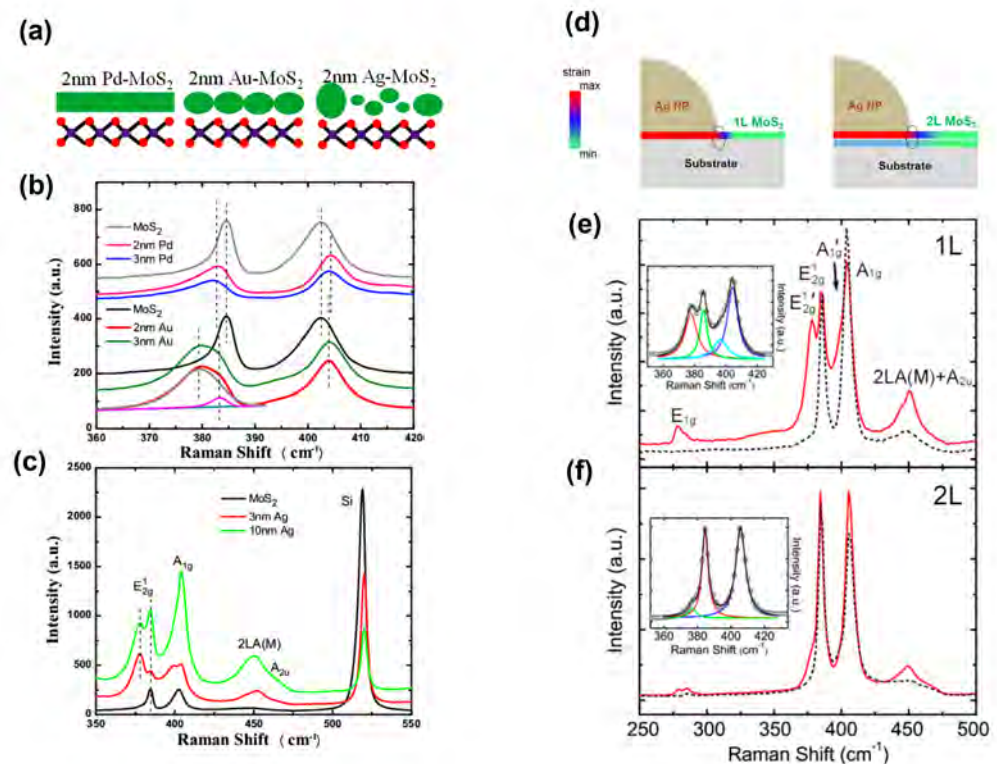 (a)
2nm Pd-MoS2 2nm Au-MoS2 2nm Ag-MoS2
(b)
800
600
400
200
0
Intensity (a.u.)
MoS2
2nm Pd
3nm Pd
MoS2
2nm Au
3nm Au
360 370 380 390 400 410 420
Raman Shift ( cm-1)
(c)
2500
2000
1500
1000
500
0
Intensity (a.u.)
MoS2
3nm Ag
10nm Ag
Si
E12g
A1g
2LA(M)
A2u
350 400 450 500 550
Raman Shift ( cm-1)
(d)
strain
max
min
Ag NP
1L MoS2
Substrate
Ag NP
2L MoS2
Substrate
(e)
1L
Intensity (a.u.)
A1g'
E12g
A1g
E12g'
2LA(M)+A2u
E1g
Intensity (a.u.)
360 380 400 420
Raman Shift (cm-1)
(f)
2L
Intensity (a.u.)
Intensity (a.u.)
360 380 400 420
Raman Shift (cm-1)
250 300 350 400 450 500
Raman Shift (cm-1)